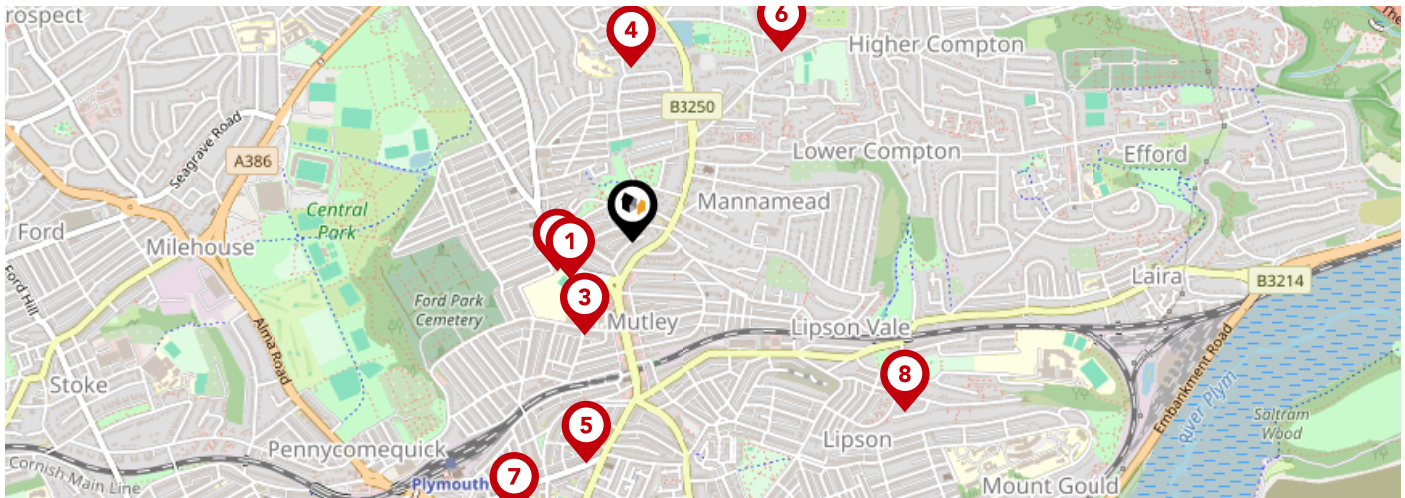 rospect
4
6
Higher Compton
B3250
Seagrave Road
A386
Lower Compton
Efford
Central
Park
Mannamead
Ford
Milehouse
1
Laira
B3214
Ford Hill
Ford Park
Cemetery
3
Mutley
Lipson Vale
Alma Road
Embankment Road
Stoke
8
River Plym
Saltram
Wood
5
Lipson
Pennycomequick
Cornish Main Line
Plymouth
7
Mount Gould